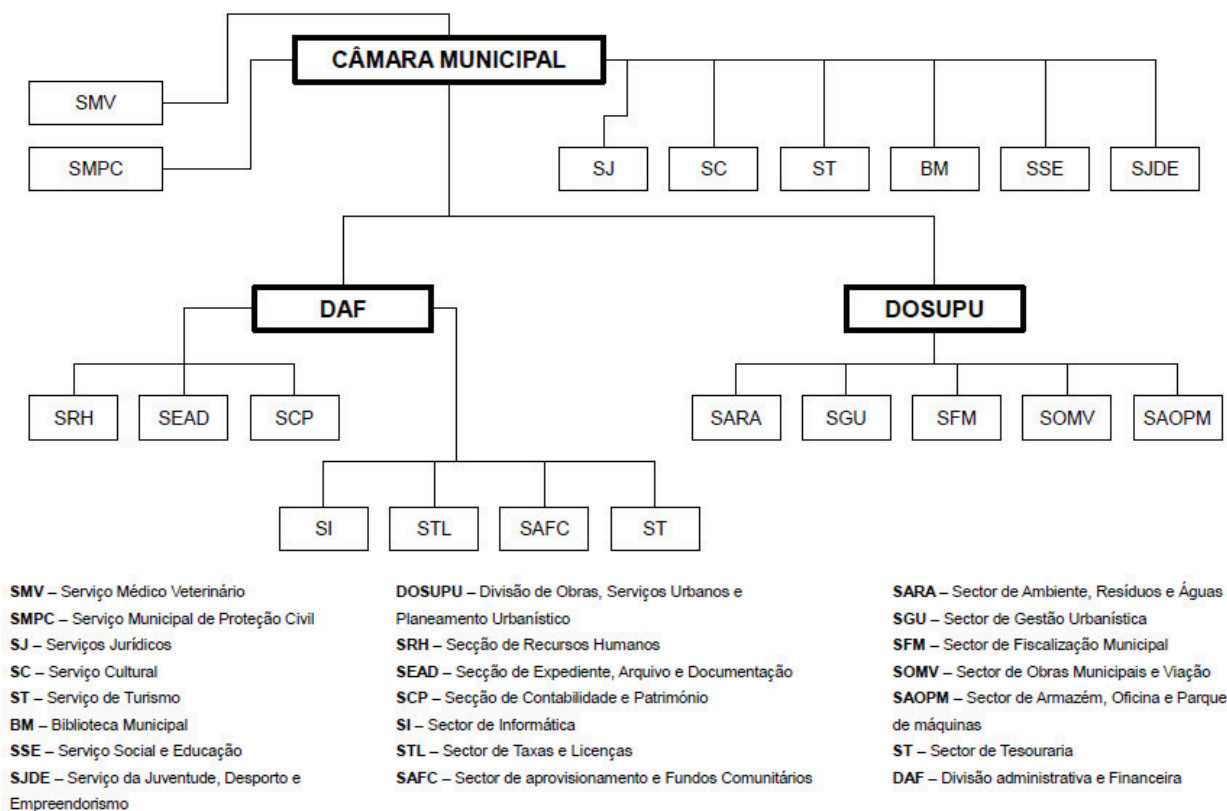 CÂMARA MUNICIPAL
SMV
SMPC
SJ
SC
ST
BM
SSE
SJDE
DAF
DOSUPU
SRH
SEAD
SCP
SARA
SGU
SFM
SOMV
SAOPM
SI
STL
SAFC
ST
SMV – Serviço Médico Veterinário
SMPC – Serviço Municipal de Proteção Civil
SJ – Serviços Jurídicos
SC – Serviço Cultural
ST – Serviço de Turismo
BM – Biblioteca Municipal
SSE – Serviço Social e Educação
SJDE – Serviço da Juventude, Desporto e
Empreendorismo
DOSUPU – Divisão de Obras, Serviços Urbanos e
Planeamento Urbanístico
SRH – Secção de Recursos Humanos
SEAD – Secção de Expediente, Arquivo e Documentação
SCP – Secção de Contabilidade e Património
SI – Sector de Informática
STL – Sector de Taxas e Licenças
SAFC – Sector de aprovisionamento e Fundos Comunitários
SARA – Sector de Ambiente, Resíduos e Águas
SGU – Sector de Gestão Urbanística
SFM – Sector de Fiscalização Municipal
SOMV – Sector de Obras Municipais e Viação
SAOPM – Sector de Armazém, Oficina e Parque
de máquinas
ST – Sector de Tesouraria
DAF – Divisão administrativa e Financeira